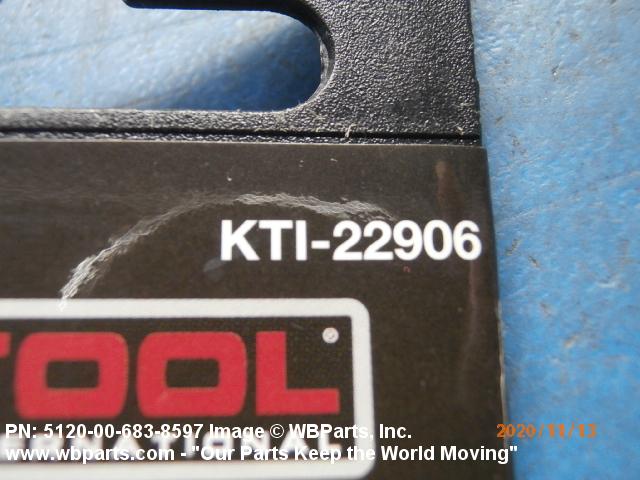 KTI-22906
TOOL ®
PN: 5120-00-683-8597 Image © WBParts, Inc.
2020/11/13
www.wbparts.com - "Our Parts Keep the World Moving"